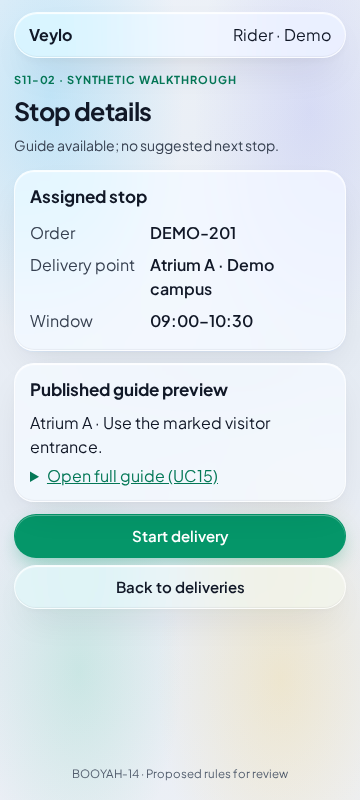 Veylo
Rider · Demo
S11-02 · SYNTHETIC WALKTHROUGH
Stop details
Guide available; no suggested next stop.
Assigned stop
Order DEMO-201
Delivery point Atrium A · Demo
campus
Window 09:00–10:30
Published guide preview
Atrium A · Use the marked visitor
entrance.
Open full guide (UC15)
Start delivery
Back to deliveries
BOOYAH-14 · Proposed rules for review